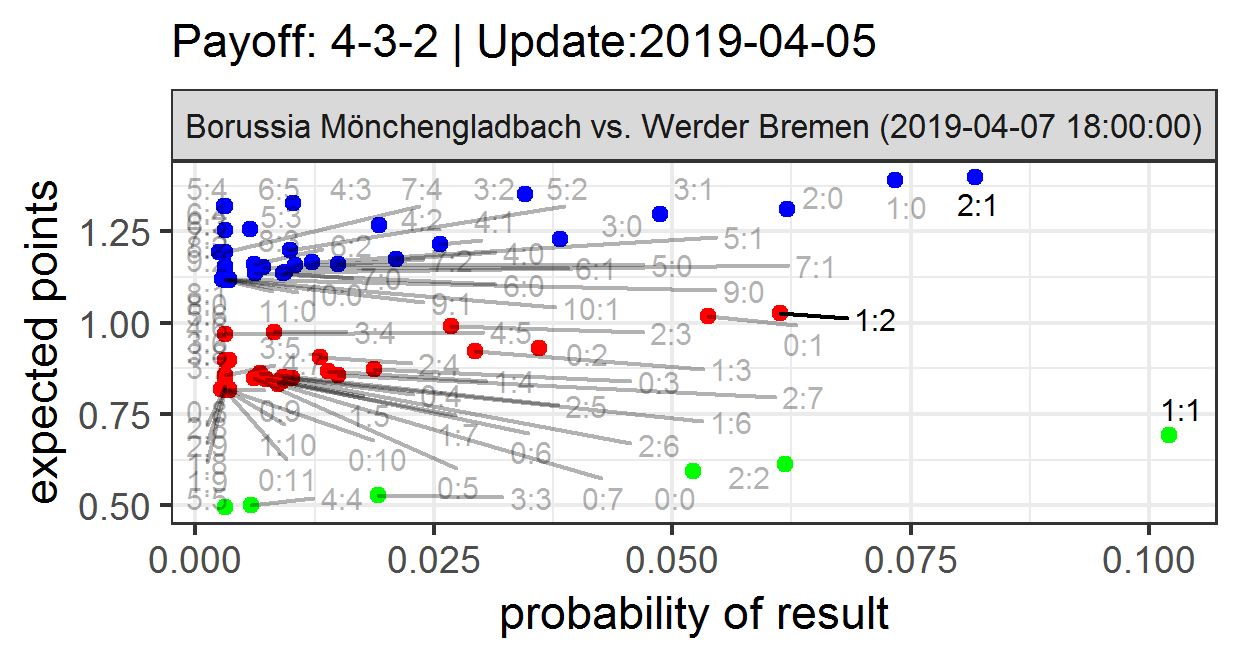 Payoff: 4-3-2 | Update:2019-04-05
Borussia Mönchengladbach vs. Werder Bremen (2019-04-07 18:00:00)
expected points
1.25
1.00
0.75
0.50
5:4 6:5 4:3 7:4 3:2 5:2 3:1
2:0
1:0
2:1
5:3 4:2 4:1 3:0
6:2 5:1
7:2 4:0
7:0 6:1 5:0 7:1
10:0 6:0 9:0
11:0 9:1 10:1
1:2
3:4 4:5 2:3 0:1
3:5 2:4 0:2 1:3
1:4 0:3
0:4 2:7
0:9 1:5 2:5 1:6
1:1
1:10 1:7 0:6 2:6
0:10
1:9 0:11 0:5
5:5 4:4 3:3 0:7 0:0 2:2
0.000 0.025 0.050 0.075 0.100
probability of result